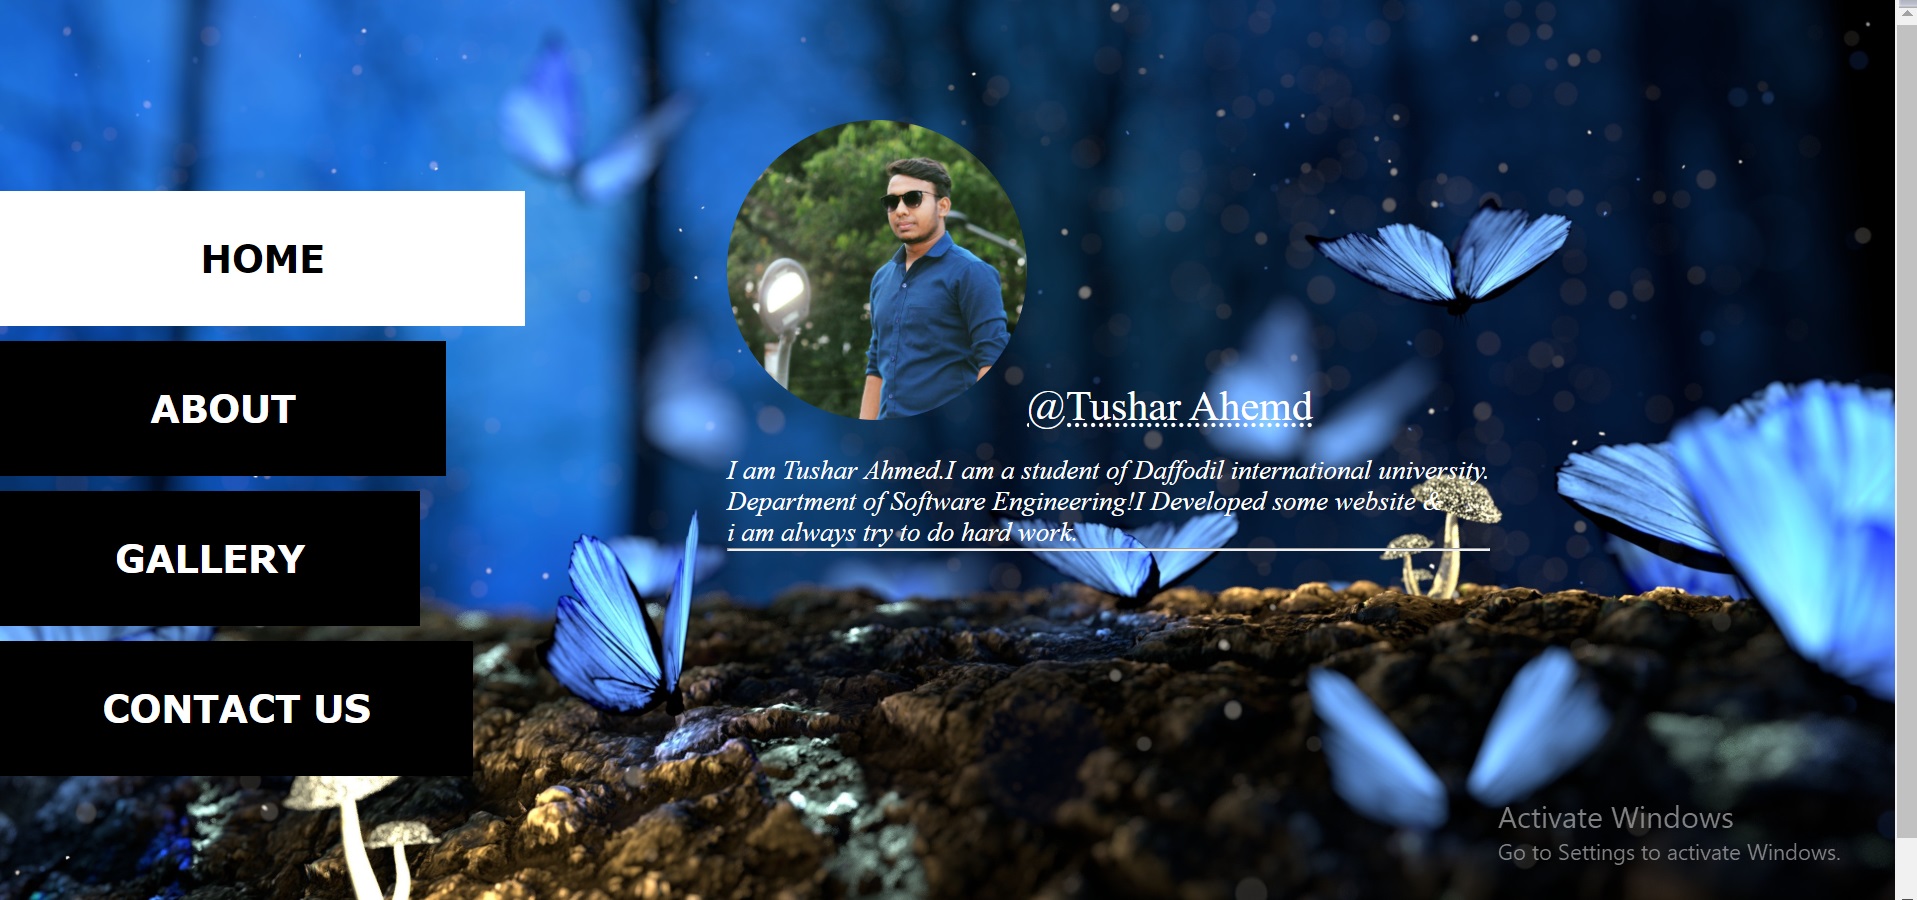 HOME
ABOUT
GALLERY
CONTACT US
@Tushar Ahemd
I am Tushar Ahmed.I am a student of Daffodil international university.
Department of Software Engineering!I Developed some website &
i am always try to do hard work.
Activate Windows
Go to Settings to activate Windows.